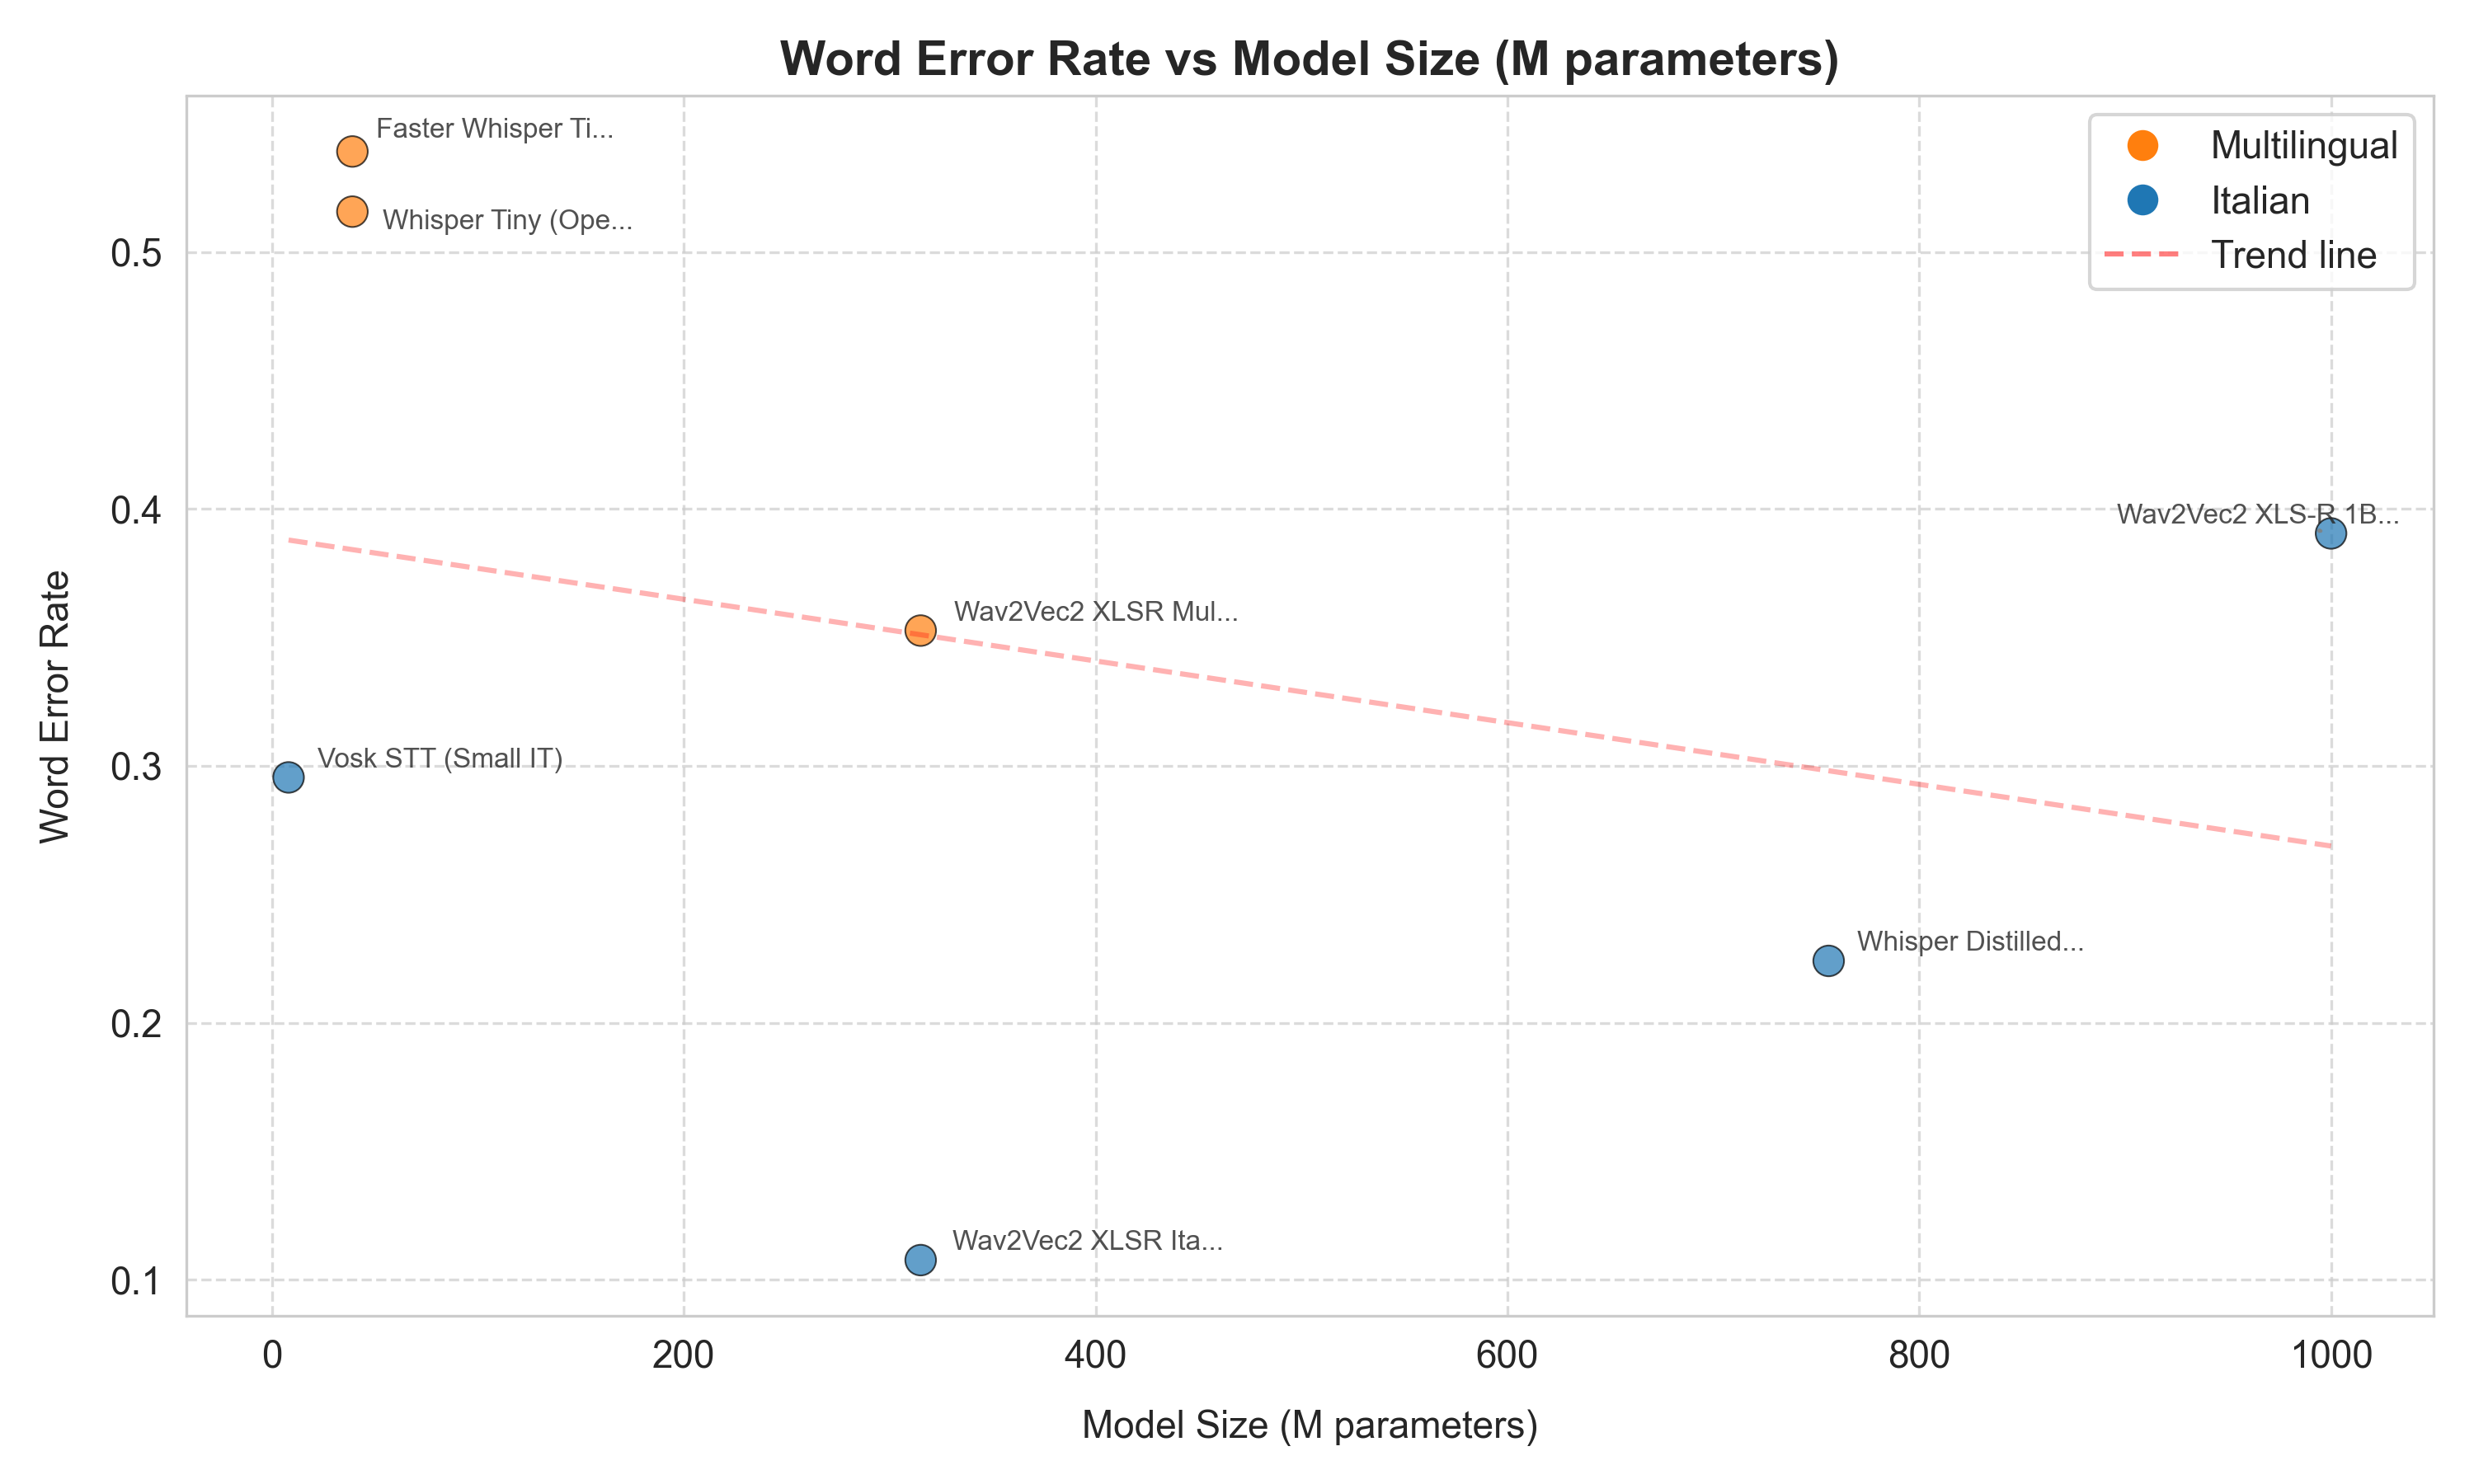 Word Error Rate vs Model Size (M parameters)
Faster Whisper Ti...
Whisper Tiny (Ope...
Multilingual
Italian
Trend line
0.5
0.4
0.3
0.2
0.1
Word Error Rate
Wav2Vec2 XLS-R 1B...
Wav2Vec2 XLSR Mul...
Vosk STT (Small IT)
Whisper Distilled...
Wav2Vec2 XLSR Ita...
0 200 400 600 800 1000
Model Size (M parameters)